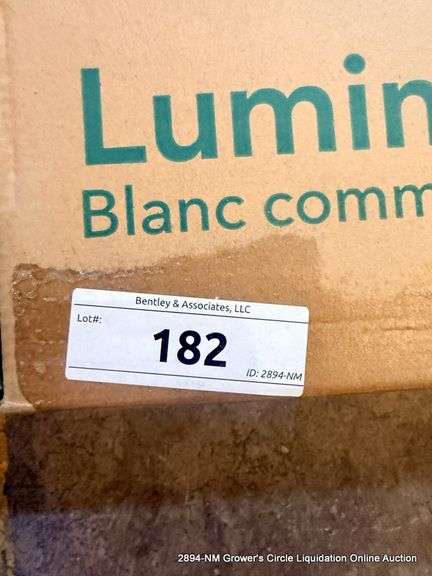 Lumin
Blanc comm
Bentley & Associates, LLC
Lot#:
182
ID: 2894-NM
2894-NM Grower's Circle Liquidation Online Auction